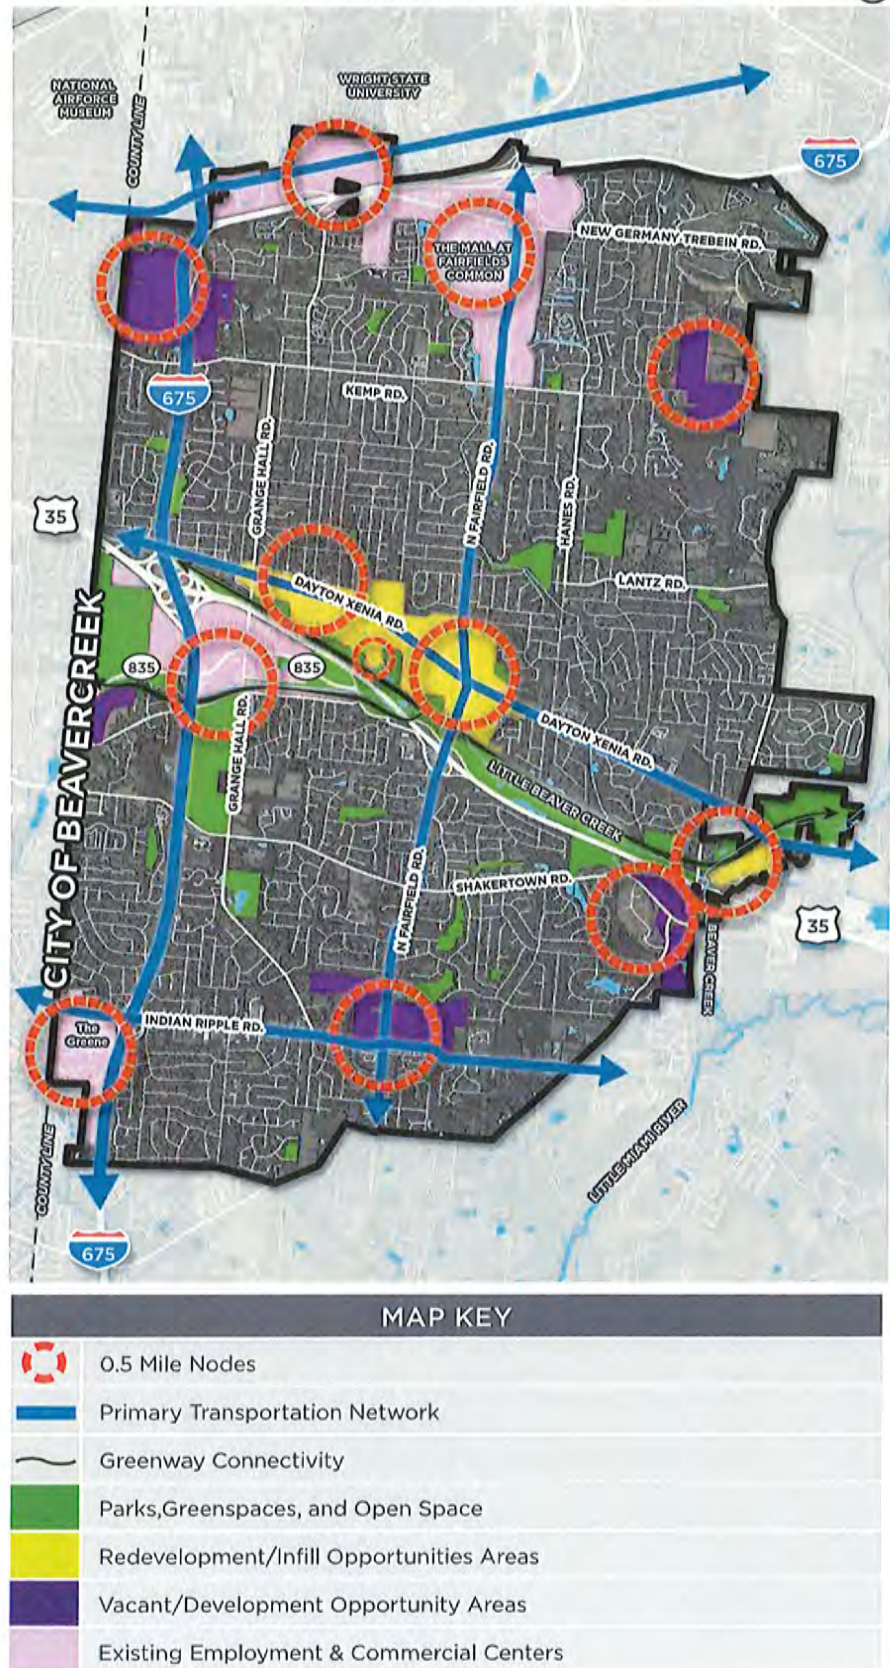 NATIONAL
AIRFORCE
MUSEUM
WRIGHT STATE
UNIVERSITY
COUNTY LINE
675
NEW GERMANY-TREBEIN RD.
THE MALL AT
FAIRFIELDS
COMMON
675
KEMP RD.
GRANGE HALL RD.
N FAIRFIELD RD.
HANES RD.
35
LANTZ RD.
DAYTON XENIA RD.
835
835
GRANGE HALL RD.
DAYTON XENIA RD.
CITY OF BEAVERCREEK
LITTLE BEAVER CREEK
N FAIRFIELD RD.
SHAKERTOWN RD.
35
BEAVER CREEK
The
Greene
INDIAN RIPPLE RD.
LITTLE MIAMI RIVER
COUNTY LINE
675
MAP KEY
0.5 Mile Nodes
Primary Transportation Network
Greenway Connectivity
Parks,Greenspaces, and Open Space
Redevelopment/Infill Opportunities Areas
Vacant/Development Opportunity Areas
Existing Employment & Commercial Centers